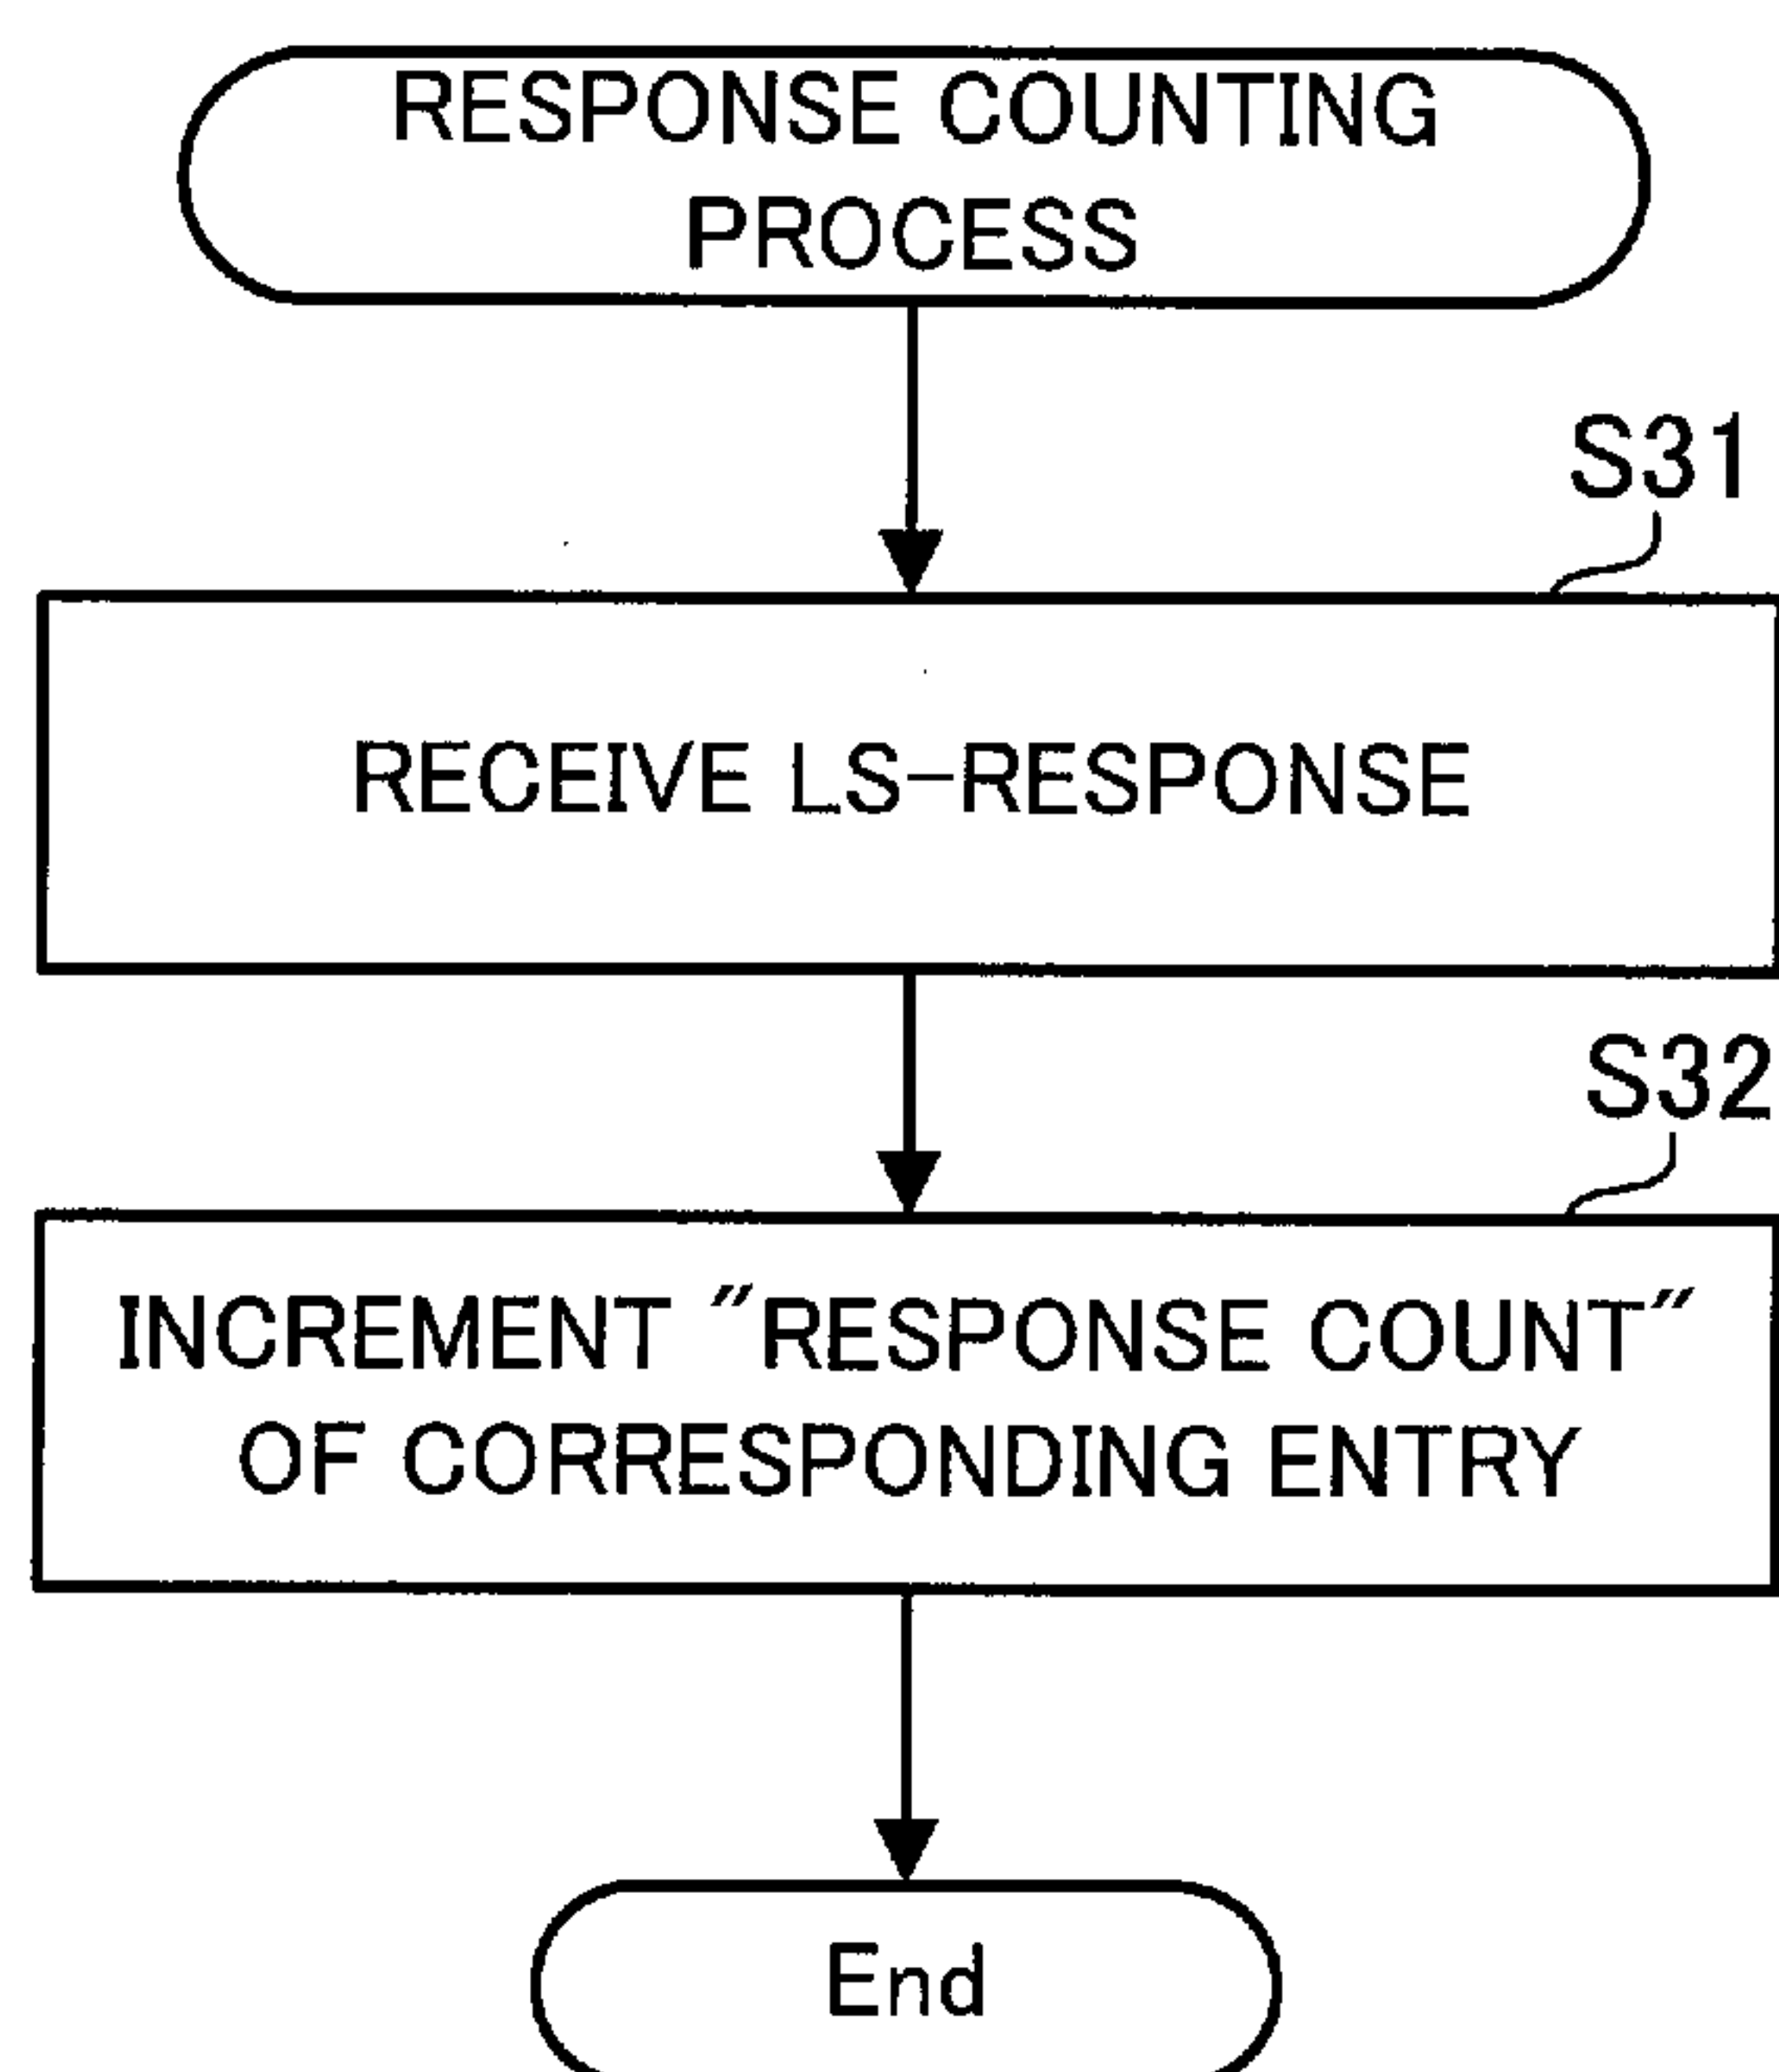 RESPONSE COUNTING
PROCESS
S31
RECEIVE LS-RESPONSE
S32
INCREMENT "RESPONSE COUNT"
OF CORRESPONDING ENTRY
End